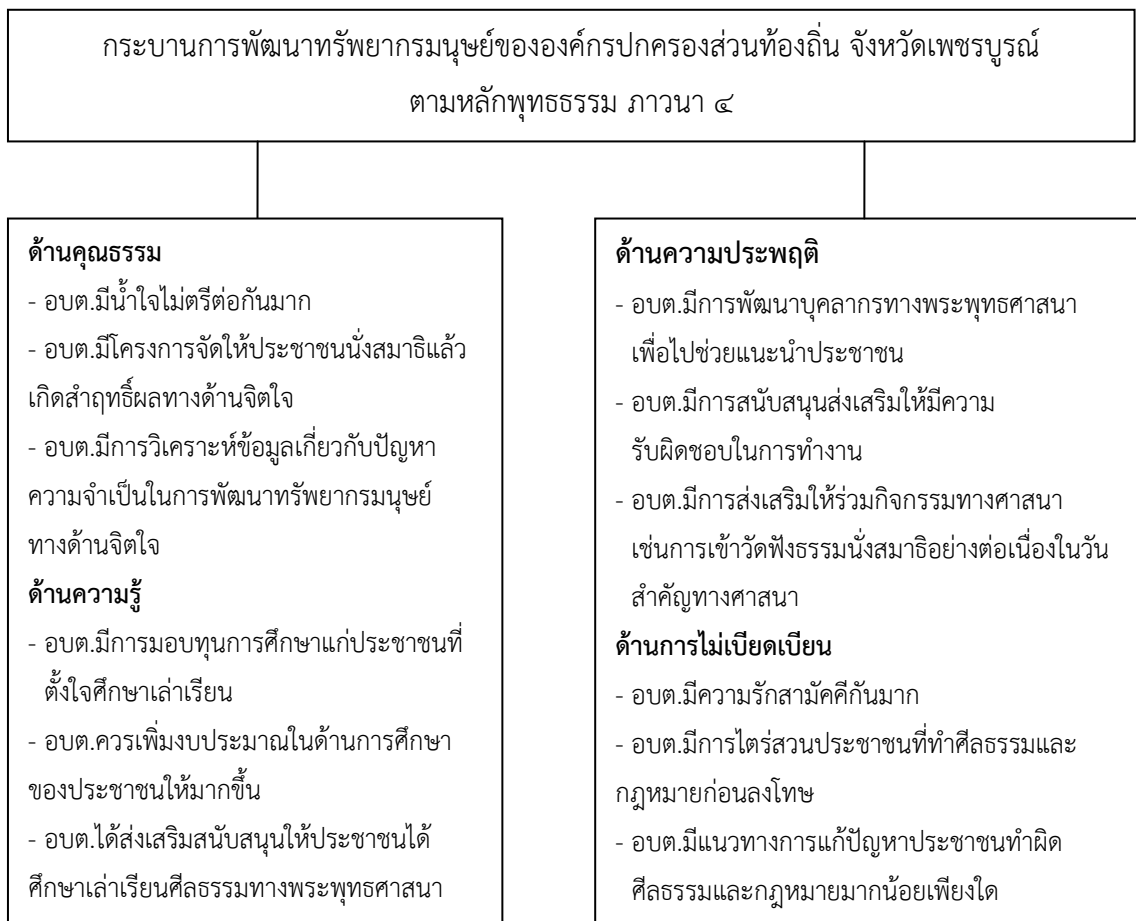 กระบานการพัฒนาทรัพยากรมนุษย์ขององค์กรปกครองส่วนท้องถิ่น จังหวัดเพชรบูรณ์
ตามหลักพุทธธรรม ภาวนา ๔
ด้านคุณธรรม
- อบต.มีน้ำใจไม่ตรีต่อกันมาก
- อบต.มีโครงการจัดให้ประชาชนนั่งสมาธิแล้ว
เกิดสำฤทธิ์ผลทางด้านจิตใจ
- อบต.มีการวิเคราะห์ข้อมูลเกี่ยวกับปัญหา
ความจำเป็นในการพัฒนาทรัพยากรมนุษย์
ทางด้านจิตใจ
ด้านความรู้
- อบต.มีการมอบทุนการศึกษาแก่ประชาชนที่
ตั้งใจศึกษาเล่าเรียน
- อบต.ควรเพิ่มงบประมาณในด้านการศึกษา
ของประชาชนให้มากขึ้น
- อบต.ได้ส่งเสริมสนับสนุนให้ประชาชนได้
ศึกษาเล่าเรียนศีลธรรมทางพระพุทธศาสนา
ด้านความประพฤติ
- อบต.มีการพัฒนาบุคลากรทางพระพุทธศาสนา
เพื่อไปช่วยแนะนำประชาชน
- อบต.มีการสนับสนุนส่งเสริมให้มีความ
รับผิดชอบในการทำงาน
- อบต.มีการส่งเสริมให้ร่วมกิจกรรมทางศาสนา
เช่นการเข้าวัดฟังธรรมนั่งสมาธิอย่างต่อเนื่องในวัน
สำคัญทางศาสนา
ด้านการไม่เบียดเบียน
- อบต.มีความรักสามัคคีกันมาก
- อบต.มีการไตร่สวนประชาชนที่ทำศีลธรรมและ
กฎหมายก่อนลงโทษ
- อบต.มีแนวทางการแก้ปัญหาประชาชนทำผิด
ศีลธรรมและกฎหมายมากน้อยเพียงใด